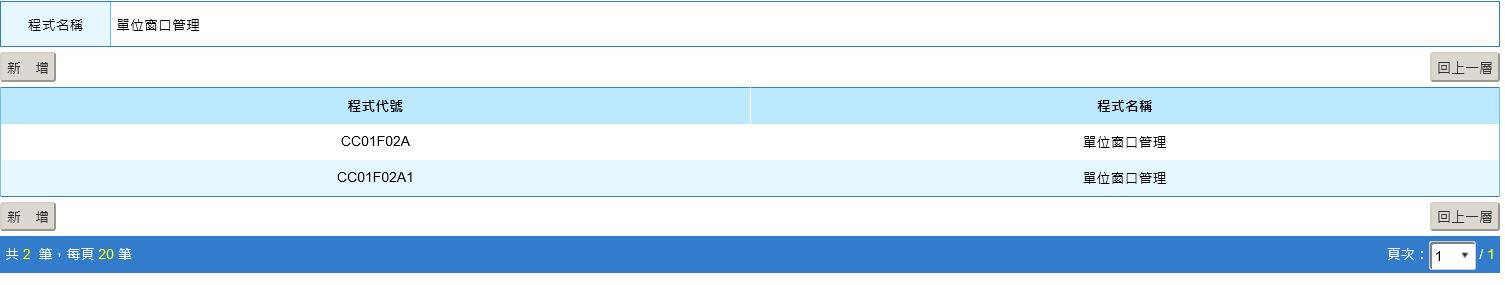 程式名稱 單位窗口管理
新 增 回上一層
程式代號 程式名稱
CC01F02A 單位窗口管理
CC01F02A1 單位窗口管理
新 增 回上一層
共 2 筆，每頁 20 筆 頁次： 1 / 1